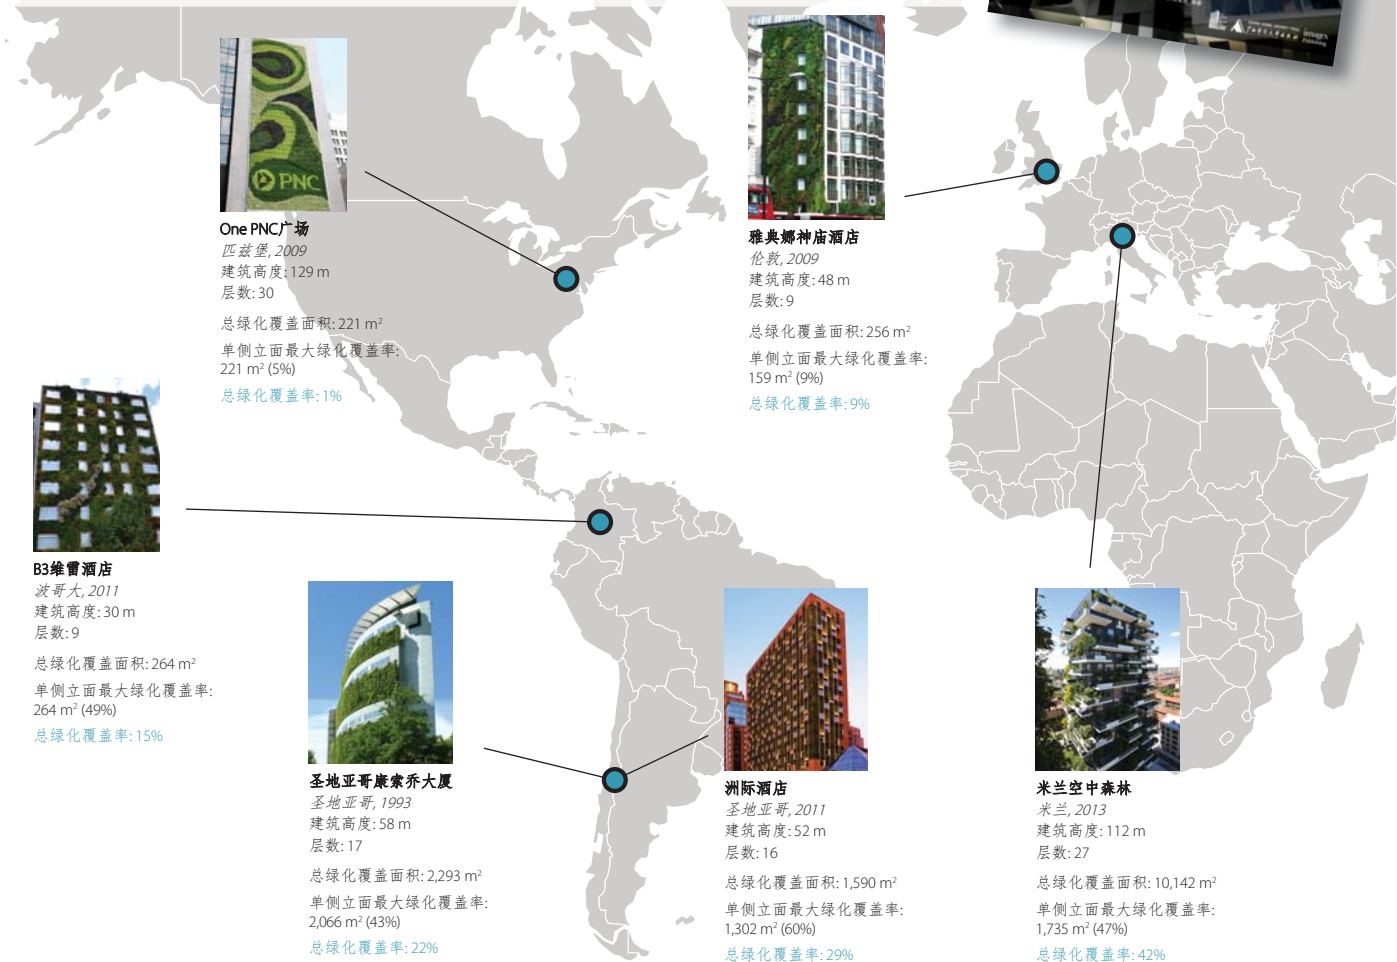 images
PNC
One PNC广场
匹兹堡, 2009
建筑高度: 129 m
层数: 30
总绿化覆盖面积: 221 m²
单侧立面最大绿化覆盖率:
221 m² (5%)
总绿化覆盖率: 1%
雅典娜神庙酒店
伦敦, 2009
建筑高度: 48 m
层数: 9
总绿化覆盖面积: 256 m²
单侧立面最大绿化覆盖率:
159 m² (9%)
总绿化覆盖率: 9%
B3维雷酒店
波哥大, 2011
建筑高度: 30 m
层数: 9
总绿化覆盖面积: 264 m²
单侧立面最大绿化覆盖率:
264 m² (49%)
总绿化覆盖率: 15%
圣地亚哥康索乔大厦
圣地亚哥, 1993
建筑高度: 58 m
层数: 17
总绿化覆盖面积: 2,293 m²
单侧立面最大绿化覆盖率:
2,066 m² (43%)
总绿化覆盖率: 22%
洲际酒店
圣地亚哥, 2011
建筑高度: 52 m
层数: 16
总绿化覆盖面积: 1,590 m²
单侧立面最大绿化覆盖率:
1,302 m² (60%)
总绿化覆盖率: 29%
米兰空中森林
米兰, 2013
建筑高度: 112 m
层数: 27
总绿化覆盖面积: 10,142 m²
单侧立面最大绿化覆盖率:
1,735 m² (47%)
总绿化覆盖率: 42%